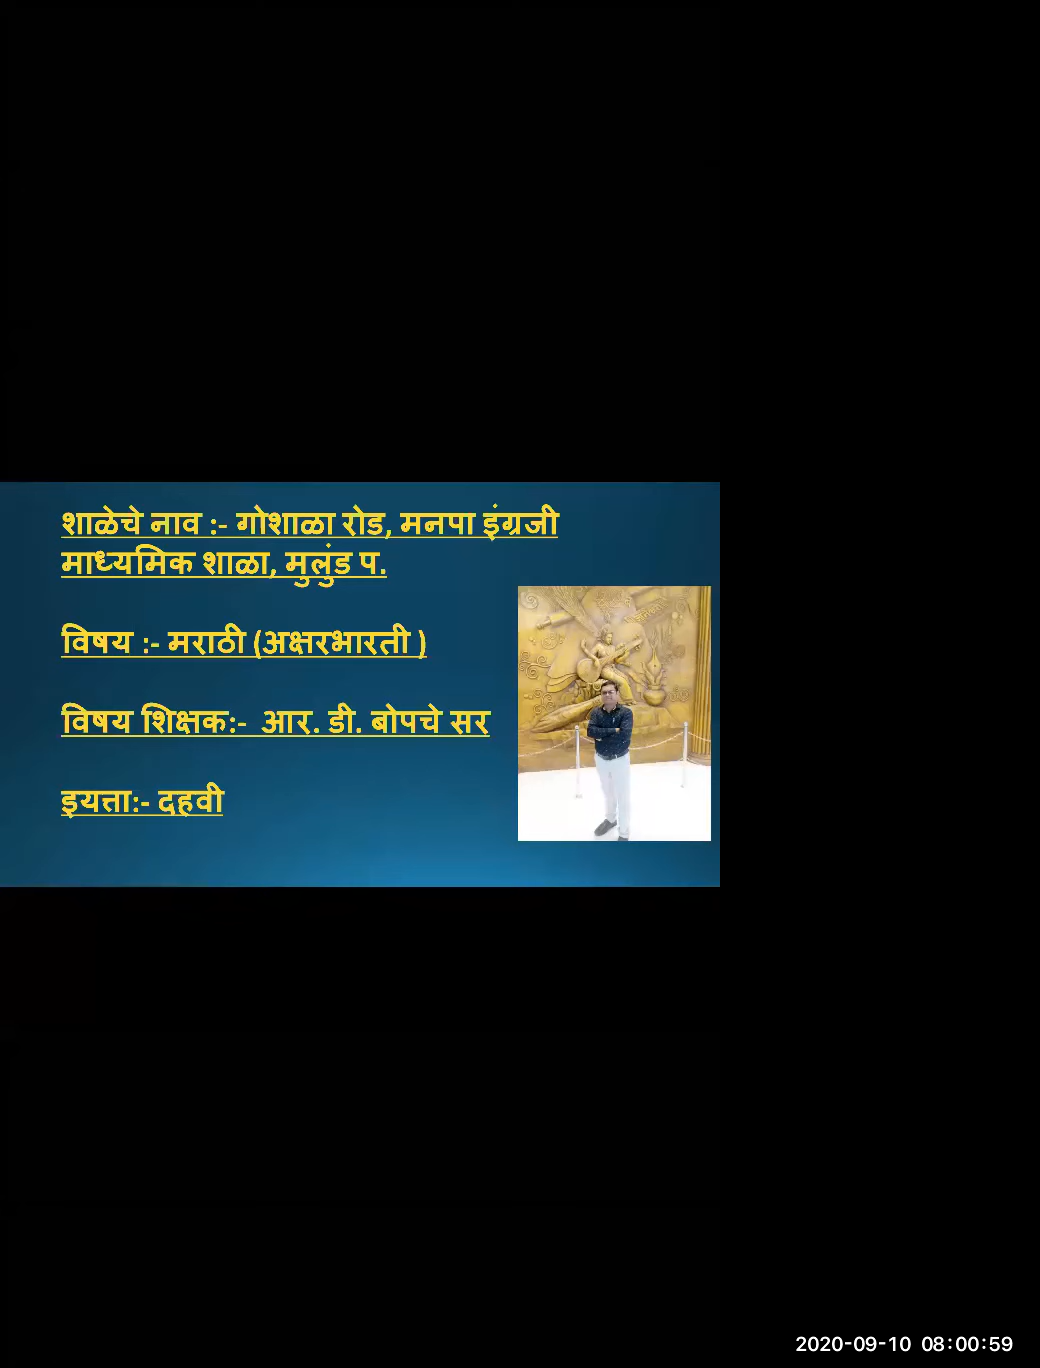 शाळेचे नाव :- गोशाळा रोड, मनपा इंग्रजी
माध्यमिक शाळा, मुलुंड प.
विषय :- मराठी (अक्षरभारती )
विषय शिक्षक:-  आर. डी. बोपचे सर
इयत्ता:- दहवी
2020-09-10 08:00:59